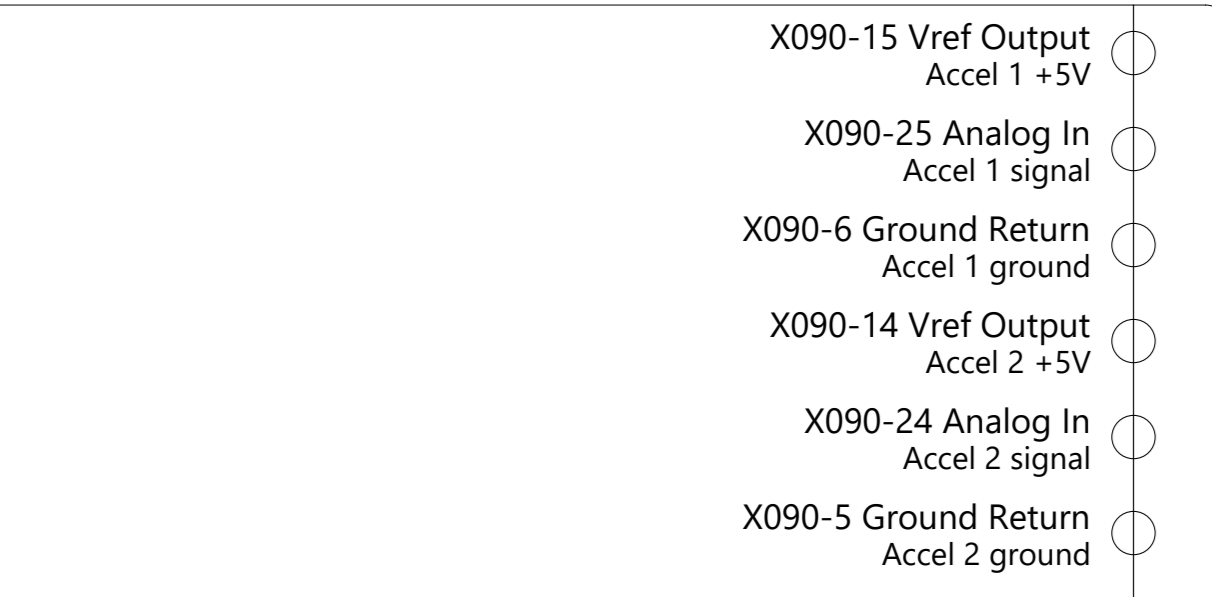 X090-15 Vref Output
Accel 1 +5V
X090-25 Analog In
Accel 1 signal
X090-6 Ground Return
Accel 1 ground
X090-14 Vref Output
Accel 2 +5V
X090-24 Analog In
Accel 2 signal
X090-5 Ground Return
Accel 2 ground